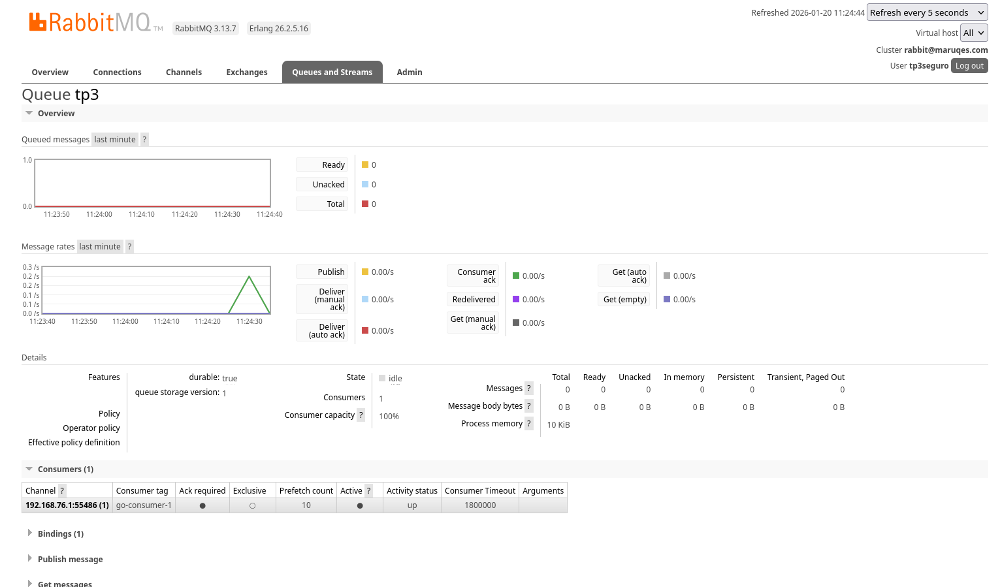 RabbitMQ TM
RabbitMQ 3.13.7 Erlang 26.2.5.16
Refreshed 2026-01-20 11:24:44 Refresh every 5 seconds
Virtual host All
Cluster rabbit@maruqes.com
User tp3seguro Log out
Overview Connections Channels Exchanges Queues and Streams Admin
Queue tp3
Overview
Queued messages last minute ?
1.0
0.0
11:23:50 11:24:00 11:24:10 11:24:20 11:24:30 11:24:40
Ready 0
Unacked 0
Total 0
Message rates last minute ?
0.3 /s
0.2 /s
0.2 /s
0.1 /s
0.1 /s
0.0 /s
11:23:40 11:23:50 11:24:00 11:24:10 11:24:20 11:24:30
Publish 0.00/s
Deliver
(manual 0.00/s
ack)
Deliver
(auto ack) 0.00/s
Consumer
ack 0.00/s
Redelivered 0.00/s
Get (manual
ack) 0.00/s
Get (auto
ack) 0.00/s
Get (empty) 0.00/s
Details
Features durable: true
queue storage version: 1
Policy
Operator policy
Effective policy definition
State idle
Consumers 1
Consumer capacity ? 100%
Total Ready Unacked In memory Persistent Transient, Paged Out
Messages ? 0 0 0 0 0 0
Message body bytes ? 0 B 0 B 0 B 0 B 0 B 0 B
Process memory ? 10 KiB
Consumers (1)
Channel ? Consumer tag Ack required Exclusive Prefetch count Active ? Activity status Consumer Timeout Arguments
192.168.76.1:55486 (1) go-consumer-1 ● ○ 10 ● up 1800000
Bindings (1)
Publish message
Get messages